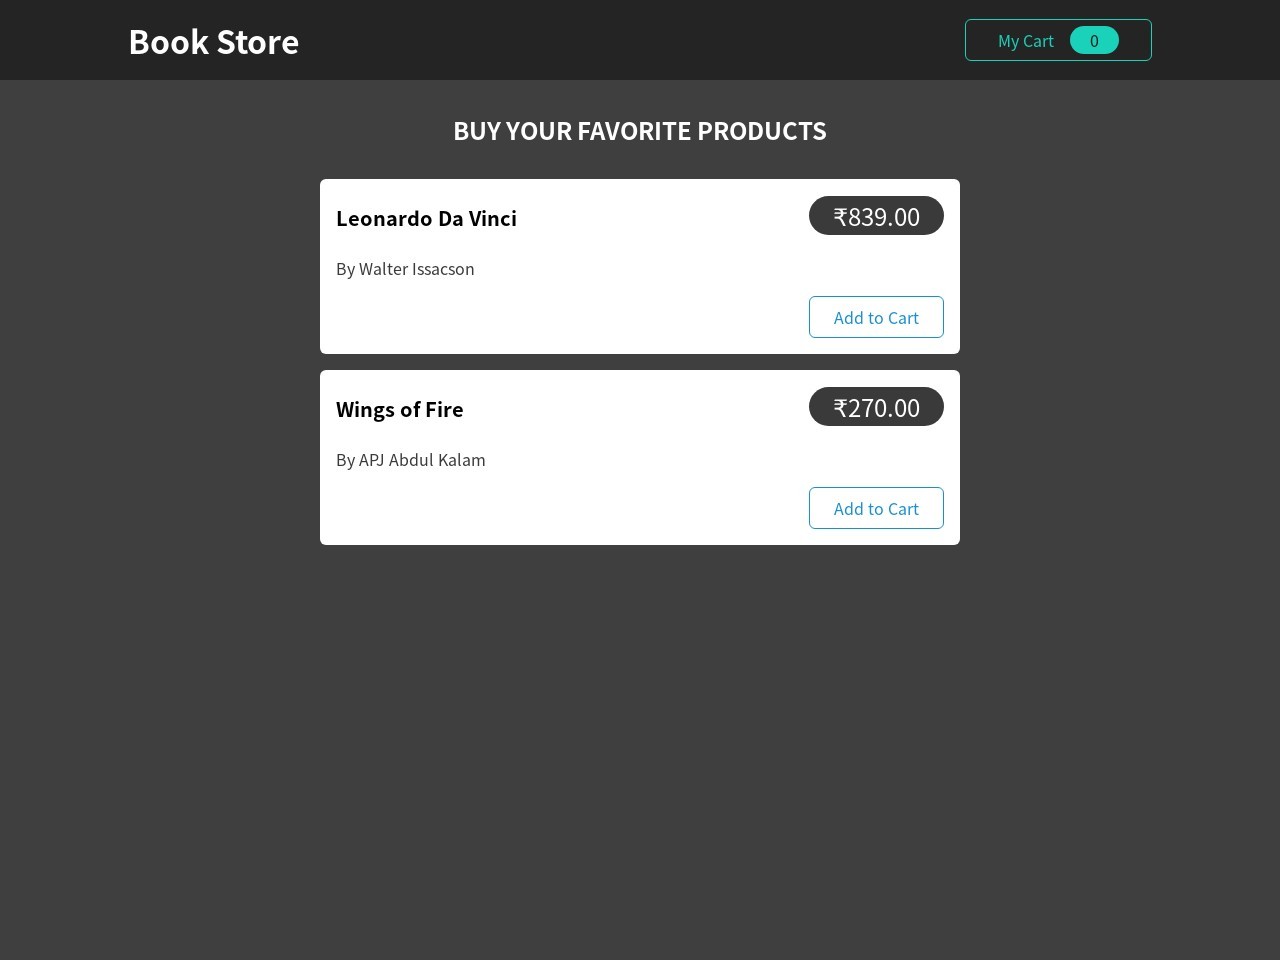 Book Store
My Cart 0
BUY YOUR FAVORITE PRODUCTS
Leonardo Da Vinci
₹839.00
By Walter Issacson
Add to Cart
Wings of Fire
₹270.00
By APJ Abdul Kalam
Add to Cart